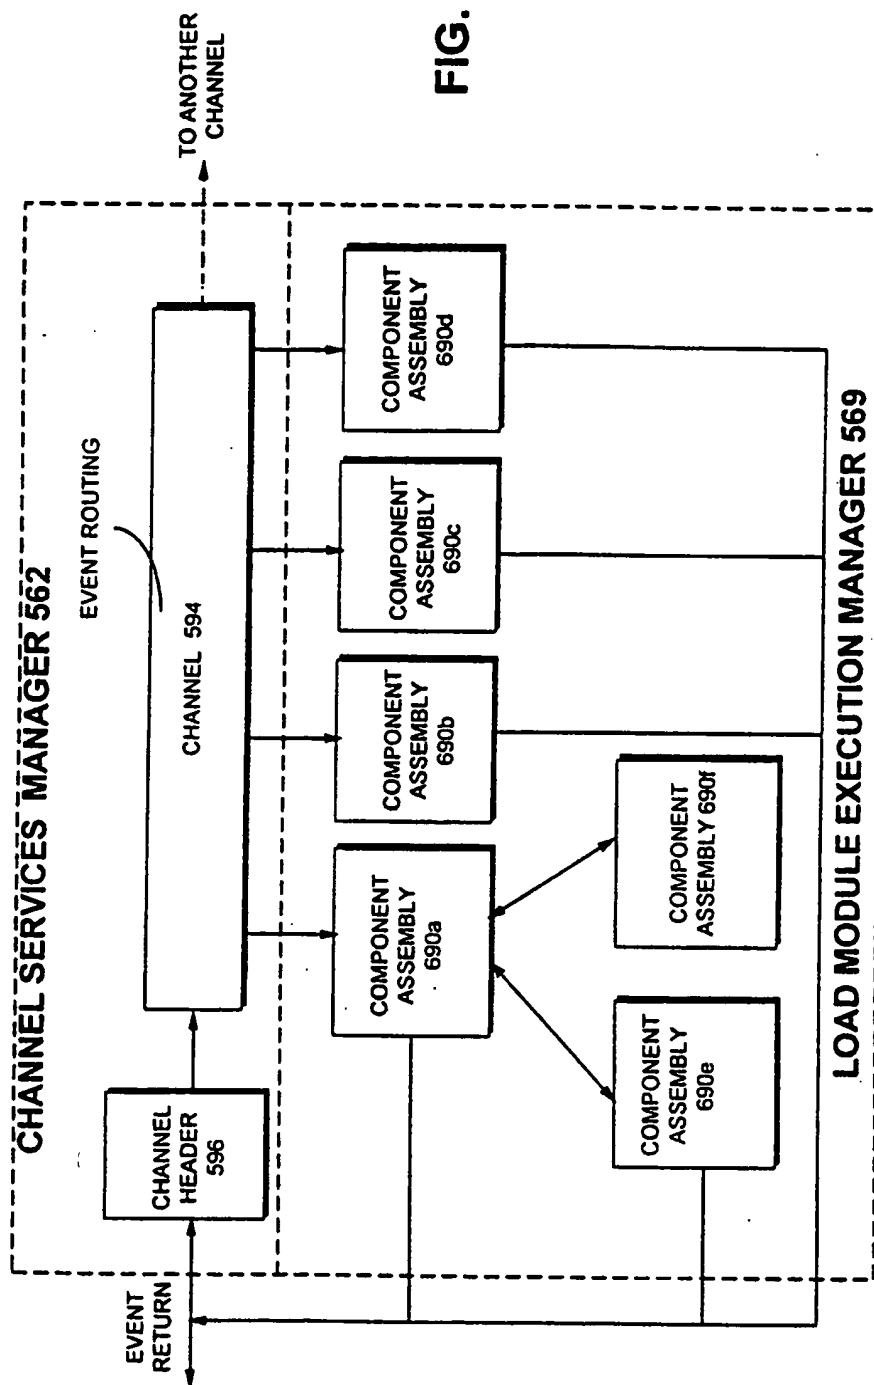 CHANNEL SERVICES MANAGER 562
EVENT ROUTING
TO ANOTHER
CHANNEL
EVENT
RETURN
CHANNEL
HEADER
596
CHANNEL 594
COMPONENT
ASSEMBLY
690a
COMPONENT
ASSEMBLY
690b
COMPONENT
ASSEMBLY
690c
COMPONENT
ASSEMBLY
690d
COMPONENT
ASSEMBLY
690e
COMPONENT
ASSEMBLY 690f
LOAD MODULE EXECUTION MANAGER 569
FIG.